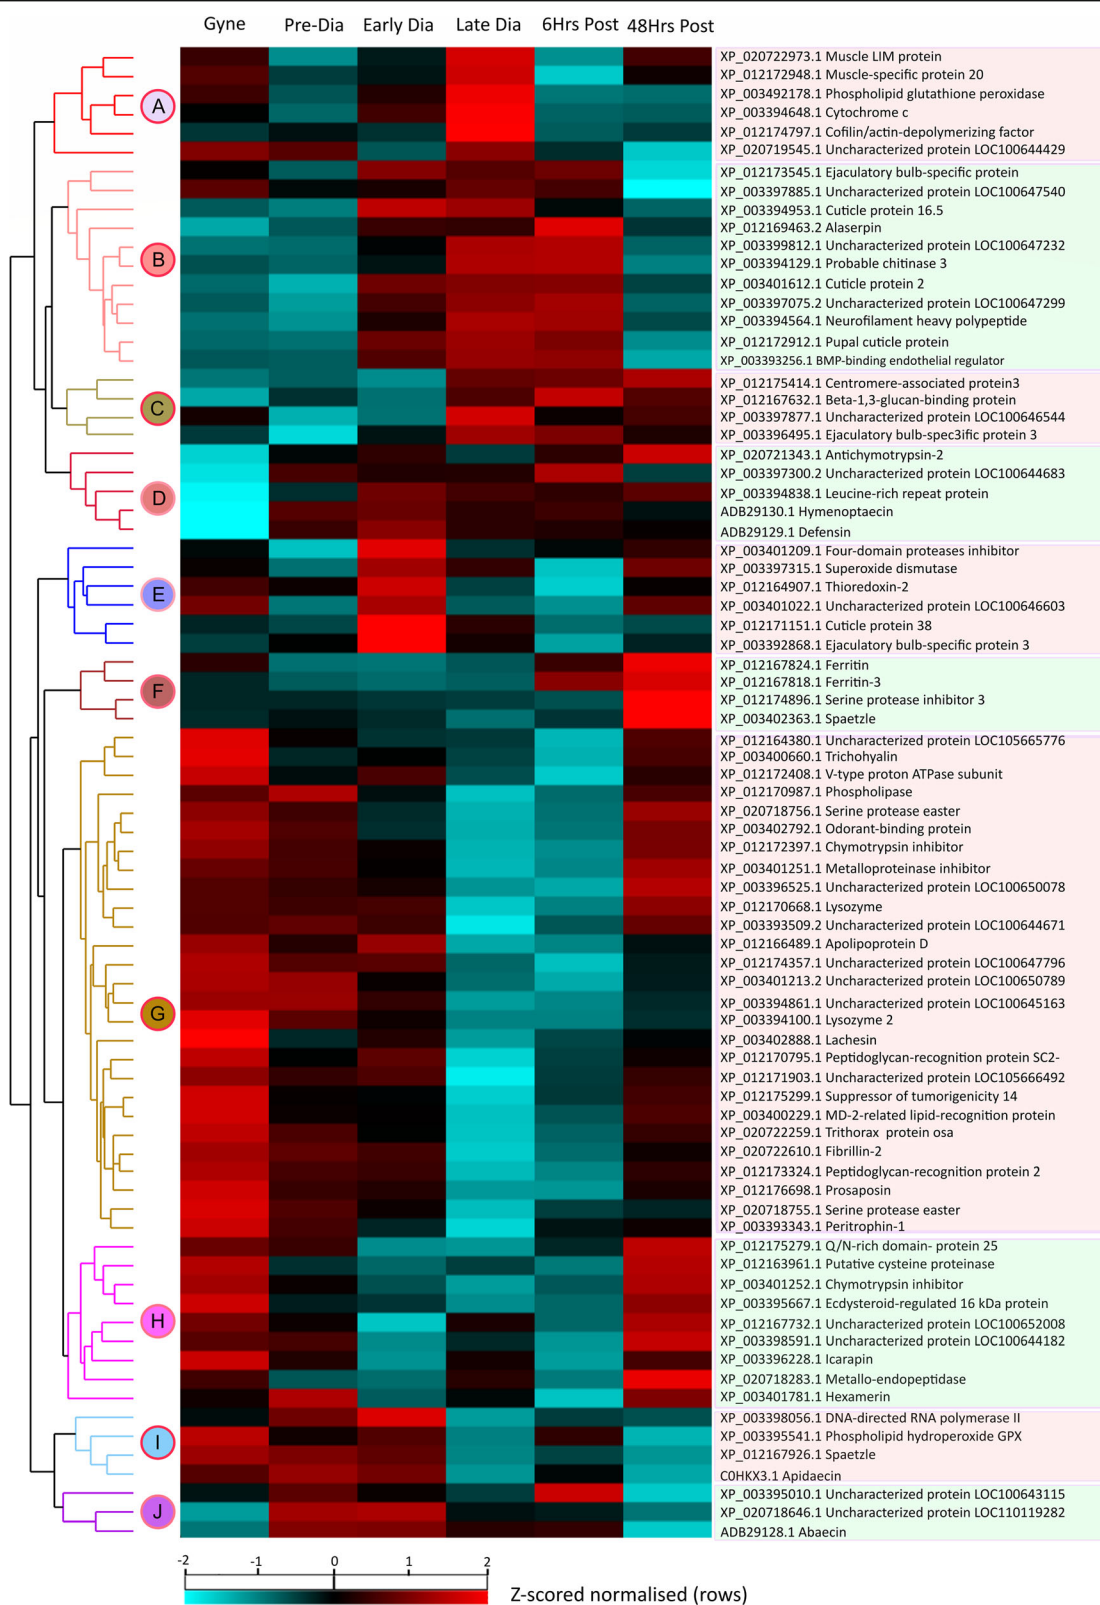 Gyne Pre-Dia Early Dia Late Dia 6Hrs Post 48Hrs Post
A
XP_020722973.1 Muscle LIM protein
XP_012172948.1 Muscle-specific protein 20
XP_003492178.1 Phospholipid glutathione peroxidase
XP_003394648.1 Cytochrome c
XP_012174797.1 Cofilin/actin-depolymerizing factor
XP_020719545.1 Uncharacterized protein LOC100644429
B
XP_012173545.1 Ejaculatory bulb-specific protein
XP_003397885.1 Uncharacterized protein LOC100647540
XP_003394953.1 Cuticle protein 16.5
XP_012169463.2 Alaserpin
XP_003399812.1 Uncharacterized protein LOC100647232
XP_003394129.1 Probable chitinase 3
XP_003401612.1 Cuticle protein 2
XP_003397075.2 Uncharacterized protein LOC100647299
XP_003394564.1 Neurofilament heavy polypeptide
XP_012172912.1 Pupal cuticle protein
XP_003393256.1 BMP-binding endothelial regulator
C
XP_012175414.1 Centromere-associated protein3
XP_012167632.1 Beta-1,3-glucan-binding protein
XP_003397877.1 Uncharacterized protein LOC100646544
XP_003396495.1 Ejaculatory bulb-spec3ific protein 3
D
XP_020721343.1 Antichymotrypsin-2
XP_003397300.2 Uncharacterized protein LOC100644683
XP_003394838.1 Leucine-rich repeat protein
ADB29130.1 Hymenoptaecin
ADB29129.1 Defensin
E
XP_003401209.1 Four-domain proteases inhibitor
XP_003397315.1 Superoxide dismutase
XP_012164907.1 Thioredoxin-2
XP_003401022.1 Uncharacterized protein LOC100646603
XP_012171151.1 Cuticle protein 38
XP_003392868.1 Ejaculatory bulb-specific protein 3
F
XP_012167824.1 Ferritin
XP_012167818.1 Ferritin-3
XP_012174896.1 Serine protease inhibitor 3
XP_003402363.1 Spaetzle
G
XP_012164380.1 Uncharacterized protein LOC105665776
XP_003400660.1 Trichohyalin
XP_012172408.1 V-type proton ATPase subunit
XP_012170987.1 Phospholipase
XP_020718756.1 Serine protease easter
XP_003402792.1 Odorant-binding protein
XP_012172397.1 Chymotrypsin inhibitor
XP_003401251.1 Metalloproteinase inhibitor
XP_003396525.1 Uncharacterized protein LOC100650078
XP_012170668.1 Lysozyme
XP_003393509.2 Uncharacterized protein LOC100644671
XP_012166489.1 Apolipoprotein D
XP_012174357.1 Uncharacterized protein LOC100647796
XP_003401213.2 Uncharacterized protein LOC100650789
XP_003394861.1 Uncharacterized protein LOC100645163
XP_003394100.1 Lysozyme 2
XP_003402888.1 Lachesin
XP_012170795.1 Peptidoglycan-recognition protein SC2-
XP_012171903.1 Uncharacterized protein LOC105666492
XP_012175299.1 Suppressor of tumorigenicity 14
XP_003400229.1 MD-2-related lipid-recognition protein
XP_020722259.1 Trithorax protein osa
XP_020722610.1 Fibrillin-2
XP_012173324.1 Peptidoglycan-recognition protein 2
XP_012176698.1 Prosaposin
XP_020718755.1 Serine protease easter
XP_003393343.1 Peritrophin-1
H
XP_012175279.1 Q/N-rich domain- protein 25
XP_012163961.1 Putative cysteine proteinase
XP_003401252.1 Chymotrypsin inhibitor
XP_003395667.1 Ecdysteroid-regulated 16 kDa protein
XP_012167732.1 Uncharacterized protein LOC100652008
XP_003398591.1 Uncharacterized protein LOC100644182
XP_003396228.1 Icarapin
XP_020718283.1 Metallo-endopeptidase
XP_003401781.1 Hexamerin
I
XP_003398056.1 DNA-directed RNA polymerase II
XP_003395541.1 Phospholipid hydroperoxide GPX
XP_012167926.1 Spaetzle
C0HKX3.1 Apidaecin
J
XP_003395010.1 Uncharacterized protein LOC100643115
XP_020718646.1 Uncharacterized protein LOC110119282
ADB29128.1 Abaecin
-2 -1 0 1 2
Z-scored normalised (rows)